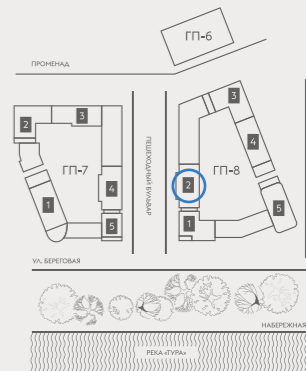 ГП-6
ПРОМЕНАД
3
2
ГП-7
4
1
5
ПЕШЕХОДНЫЙ БУЛЬВАР
3
4
2
ГП-8
5
1
УЛ. БЕРЕГОВАЯ
НАБЕРЕЖНАЯ
РЕКА «ТУРА»